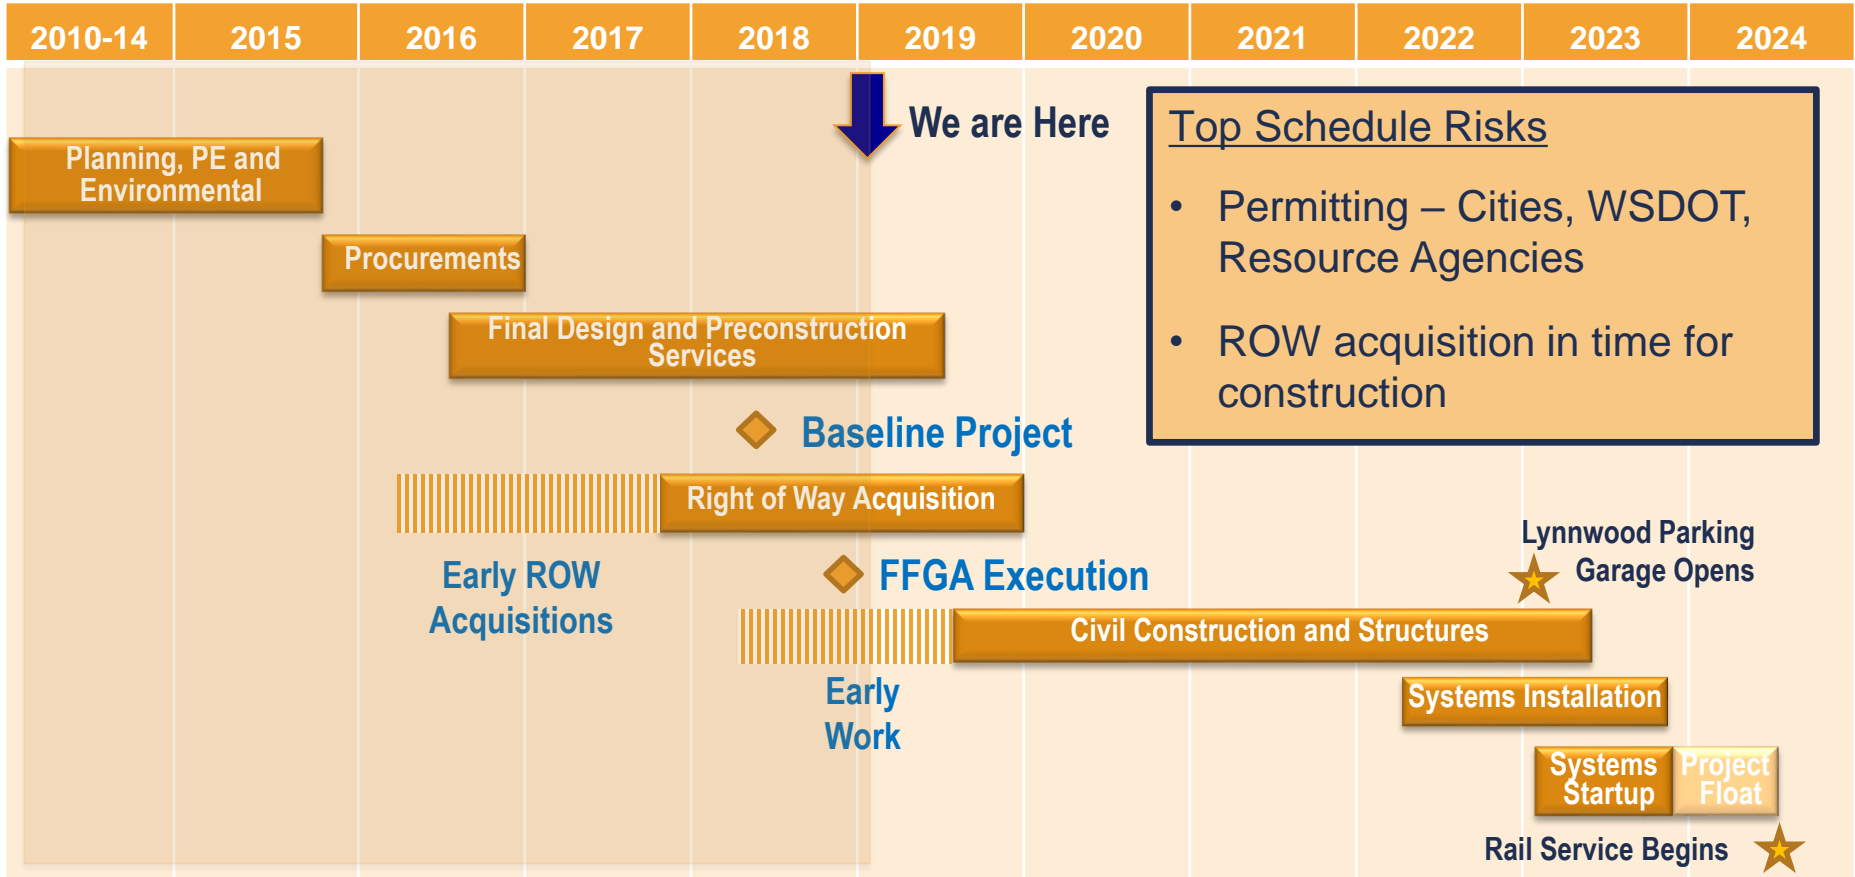 2010-14 2015 2016 2017 2018 2019 2020 2021 2022 2023 2024
We are Here
Top Schedule Risks
• Permitting – Cities, WSDOT,
Resource Agencies
• ROW acquisition in time for
construction
Planning, PE and
Environmental
Procurements
Final Design and Preconstruction
Services
Baseline Project
Right of Way Acquisition
Early ROW
Acquisitions
FFGA Execution
Lynnwood Parking
Garage Opens
Civil Construction and Structures
Early
Work
Systems Installation
Systems
Startup
Project
Float
Rail Service Begins